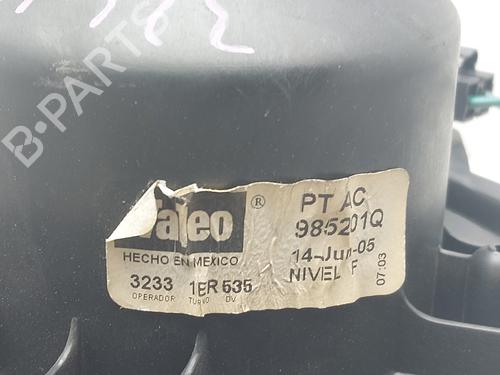 B-PARTS
Valeo ®
HECHO EN MEXICO
3233 1ER 535
OPERADOR TURNO DV
PT AC
985201Q
14-Jun-05
NIVEL F
07:03